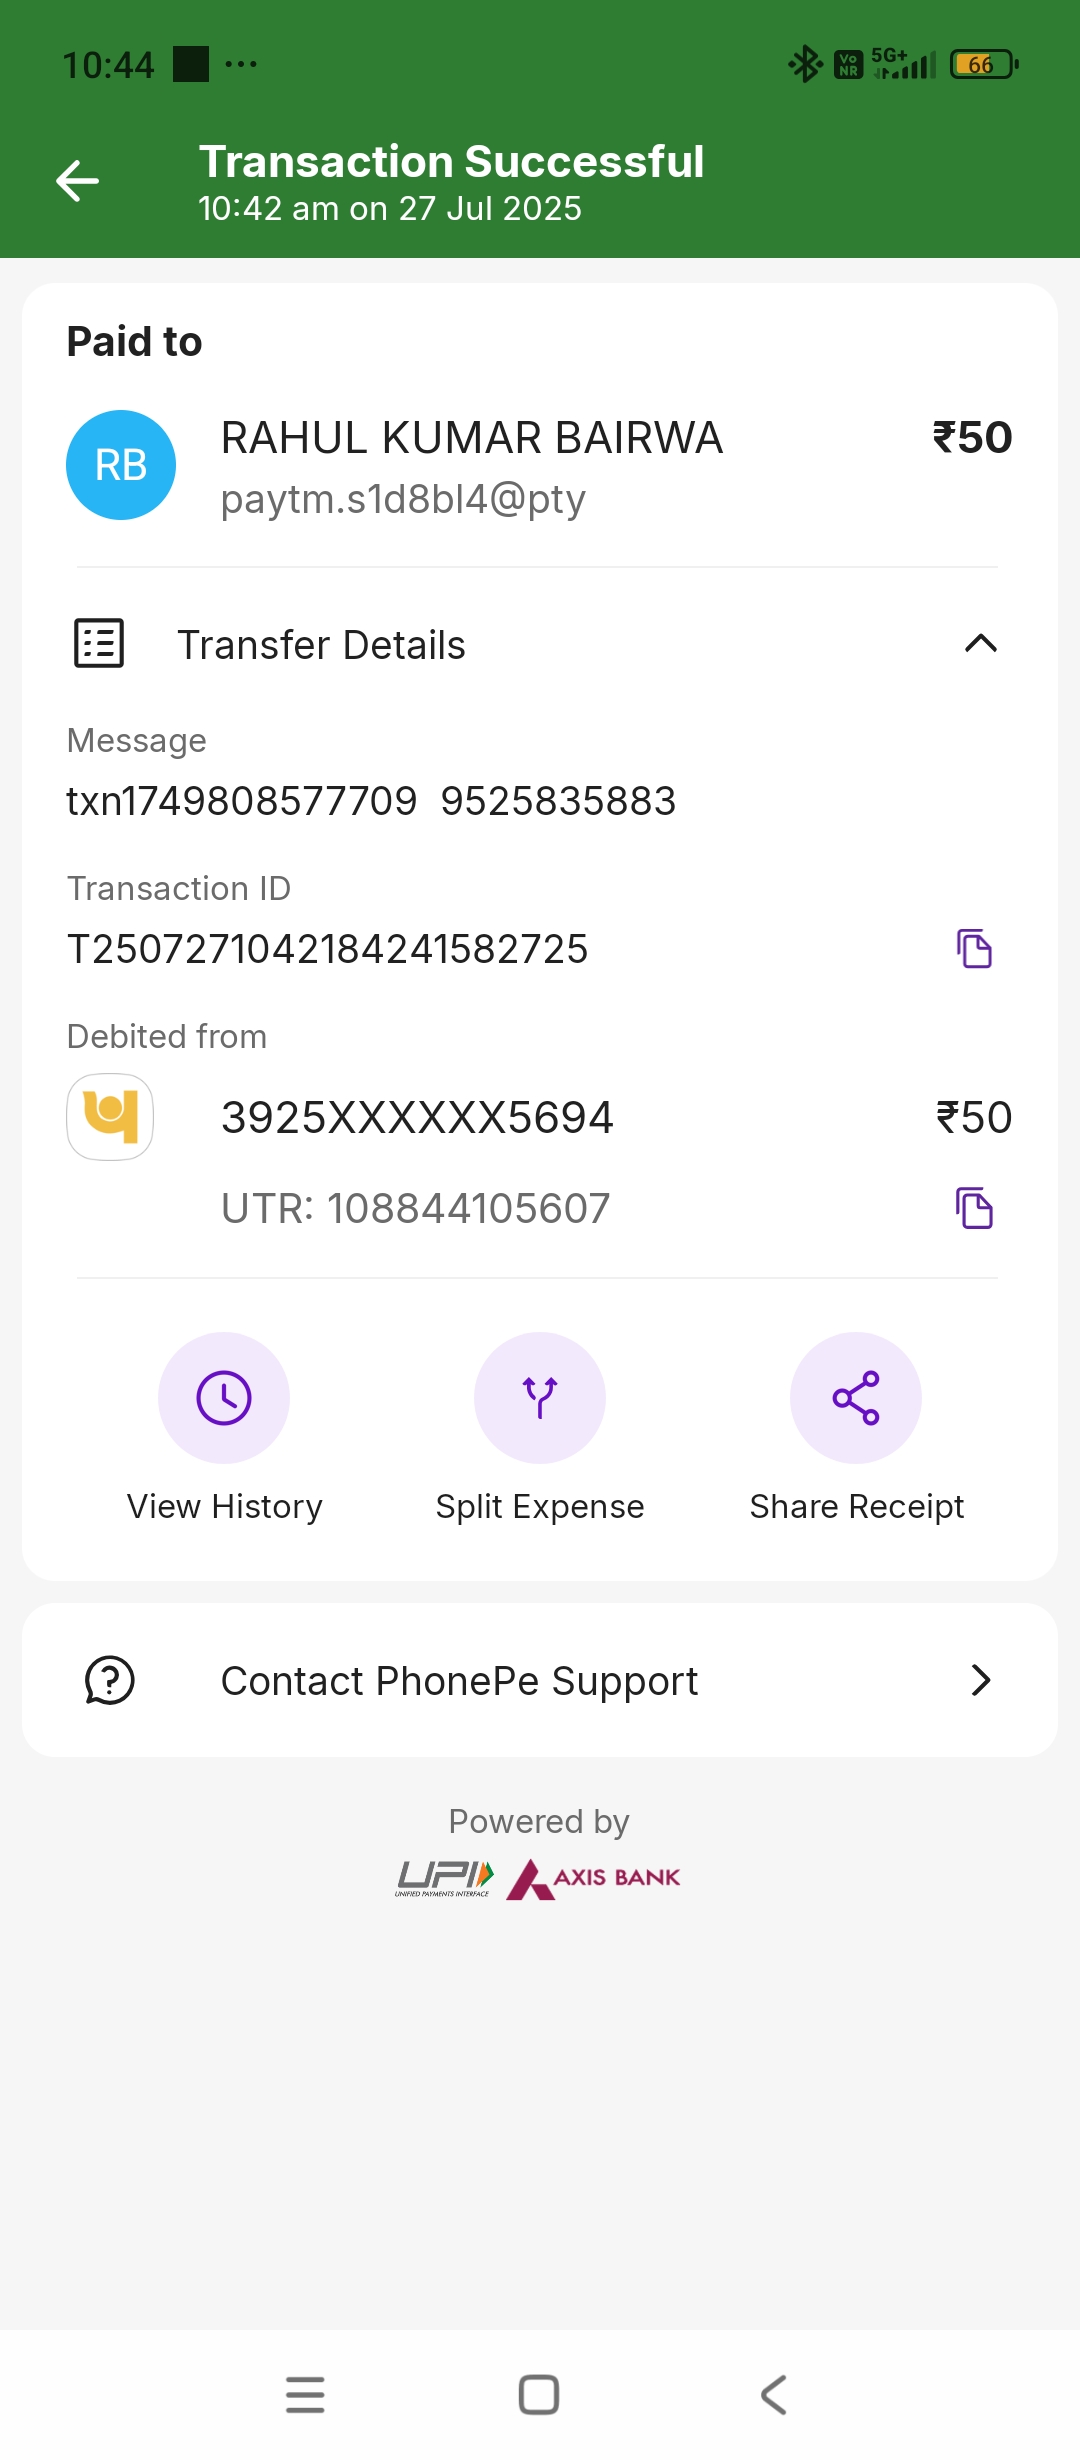 10:44
VoNR 5G+ 66
Transaction Successful
10:42 am on 27 Jul 2025
Paid to
RB
RAHUL KUMAR BAIRWA ₹50
paytm.s1d8bl4@pty
Transfer Details
Message
txn1749808577709 9525835883
Transaction ID
T2507271042184241582725
Debited from
3925XXXXXX5694 ₹50
UTR: 108844105607
View History Split Expense Share Receipt
Contact PhonePe Support
Powered by
UPI AXIS BANK
UNIFIED PAYMENTS INTERFACE